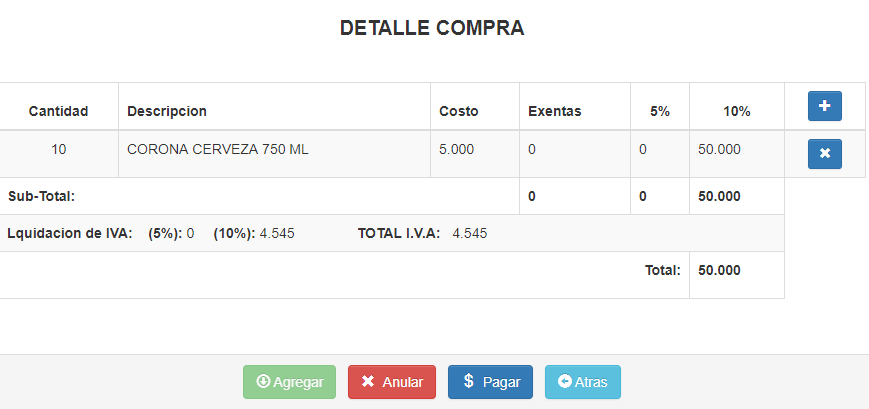 DETALLE COMPRA
Cantidad Descripcion Costo Exentas 5% 10%
10 CORONA CERVEZA 750 ML 5.000 0 0 50.000
Sub-Total: 0 0 50.000
Lquidacion de IVA: (5%): 0 (10%): 4.545 TOTAL I.V.A: 4.545
Total: 50.000
Agregar Anular $ Pagar Atras